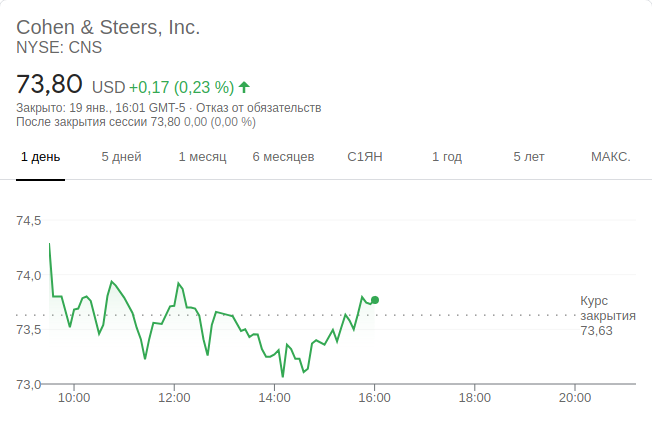 Cohen & Steers, Inc.
NYSE: CNS
73,80 USD +0,17 (0,23 %)
Закрыто: 19 янв., 16:01 GMT-5 · Отказ от обязательств
После закрытия сессии 73,80 0,00 (0,00 %)
1 день 5 дней 1 месяц 6 месяцев С1ЯН 1 год 5 лет МАКС.
74,5
74,0
73,5
73,0
Курс
закрытия
73,63
10:00 12:00 14:00 16:00 18:00 20:00